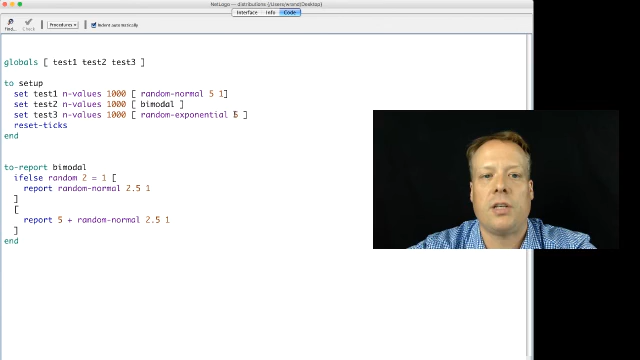 NetLogo — distributions {/Users/wrand/Desktop}
Interface Info Code
Find... Check Procedures Indent automatically
globals [ test1 test2 test3 ]
to setup
set test1 n-values 1000 [ random-normal 5 1]
set test2 n-values 1000 [ bimodal ]
set test3 n-values 1000 [ random-exponential 5 ]
reset-ticks
end
to-report bimodal
ifelse random 2 = 1 [
report random-normal 2.5 1
]
[
report 5 + random-normal 2.5 1
]
end